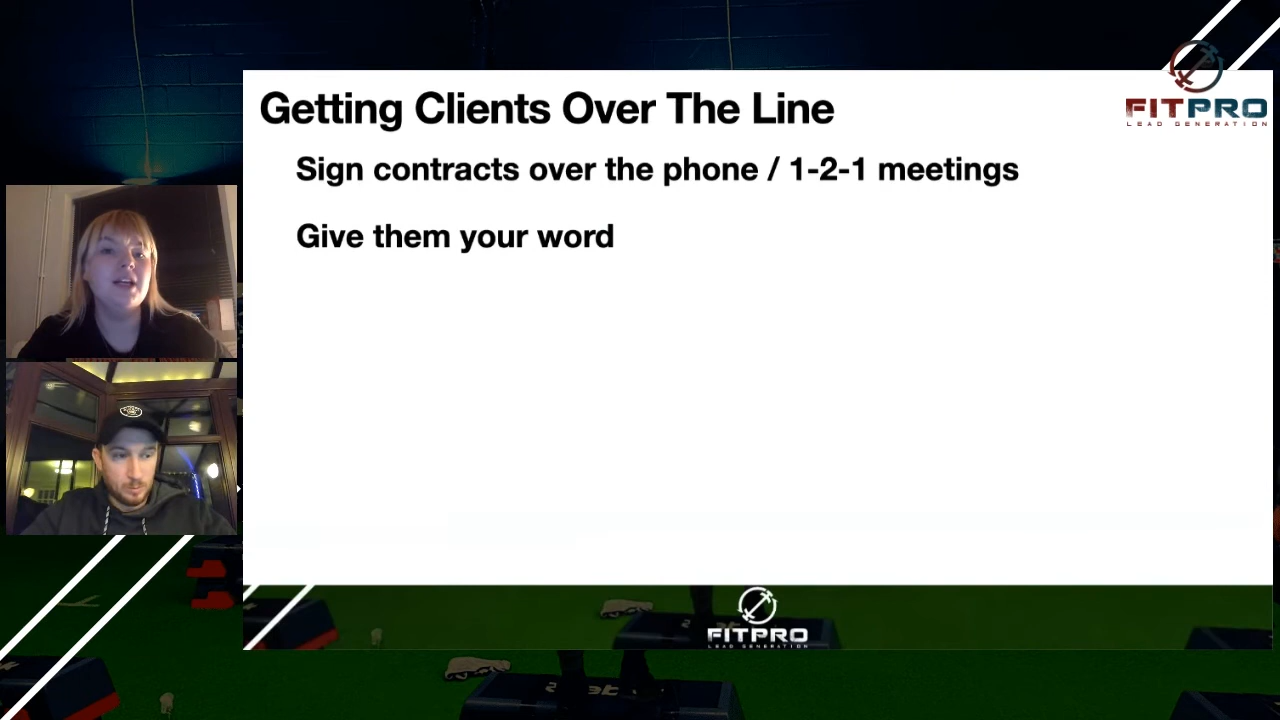 Getting Clients Over The Line
FITPRO
LEAD GENERATION
Sign contracts over the phone / 1-2-1 meetings
Give them your word
FITPRO
LEAD GENERATION